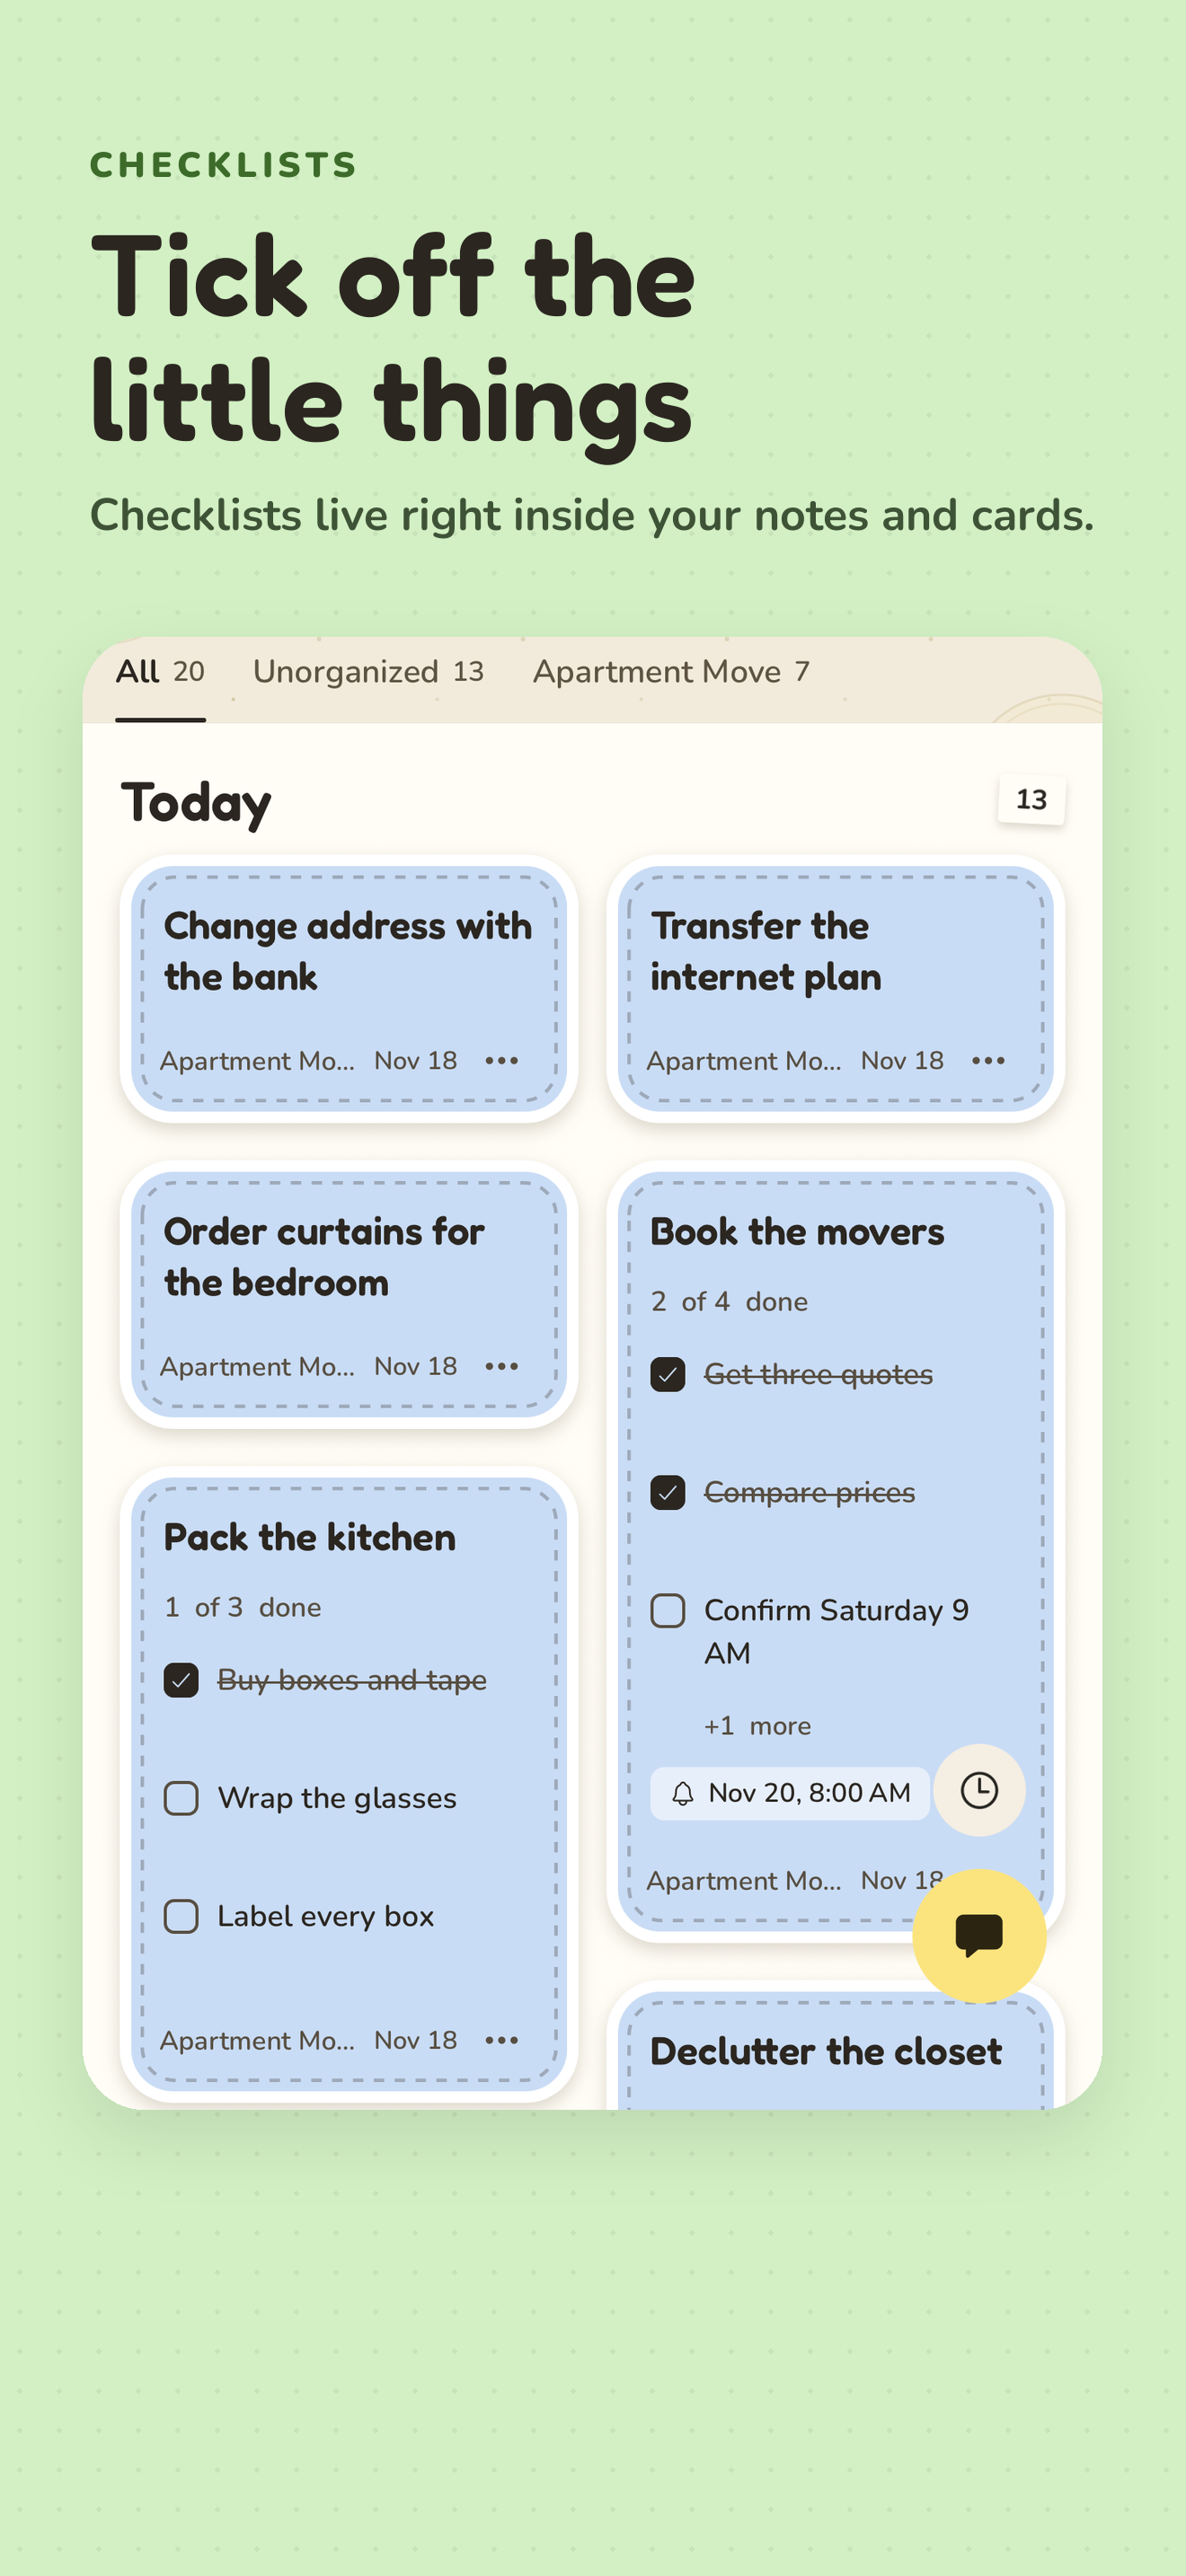 CHECKLISTS
Tick off the
little things
Checklists live right inside your notes and cards.
All 20 Unorganized 13 Apartment Move 7
Today 13
Change address with
the bank
Apartment Mo... Nov 18
Transfer the
internet plan
Apartment Mo... Nov 18
Order curtains for
the bedroom
Apartment Mo... Nov 18
Book the movers
2 of 4 done
Get three quotes
Compare prices
Confirm Saturday 9
AM
+1 more
Nov 20, 8:00 AM
Apartment Mo... Nov 18
Pack the kitchen
1 of 3 done
Buy boxes and tape
Wrap the glasses
Label every box
Apartment Mo... Nov 18
Declutter the closet